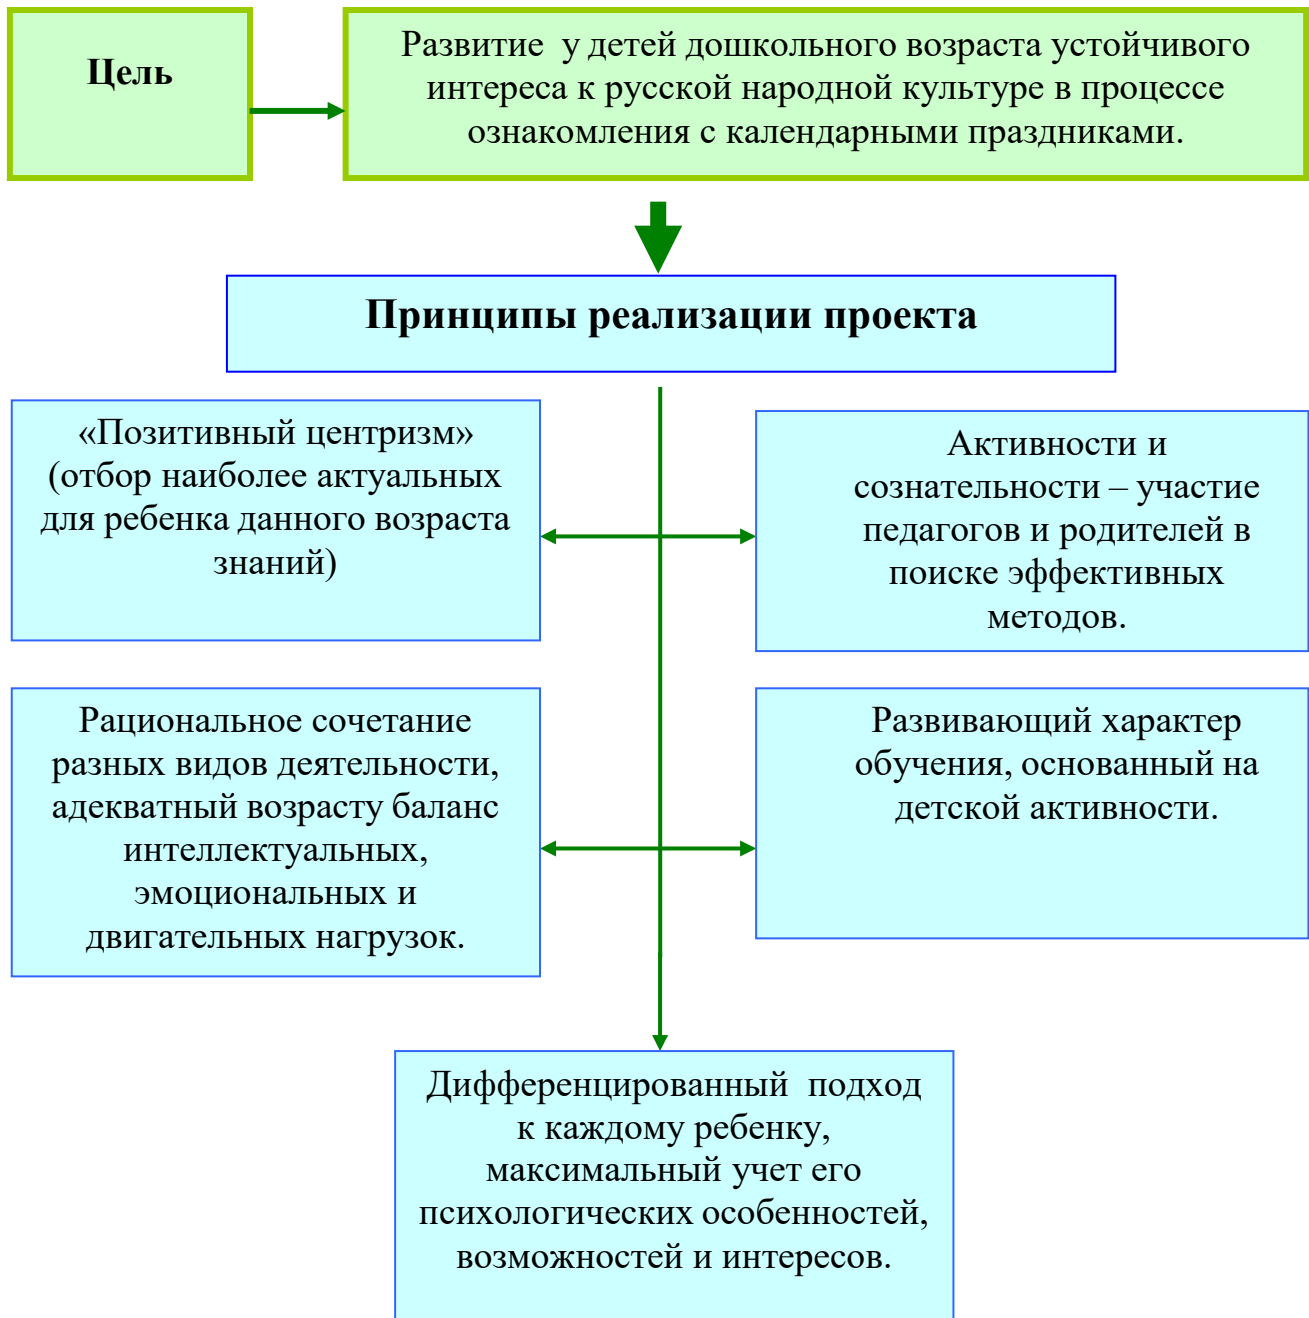 Цель
Развитие  у детей дошкольного возраста устойчивого
интереса к русской народной культуре в процессе
ознакомления с календарными праздниками.
Принципы реализации проекта
«Позитивный центризм»
(отбор наиболее актуальных
для ребенка данного возраста
знаний)
Активности и
сознательности – участие
педагогов и родителей в
поиске эффективных
методов.
Рациональное сочетание
разных видов деятельности,
адекватный возрасту баланс
интеллектуальных,
эмоциональных и
двигательных нагрузок.
Развивающий характер
обучения, основанный на
детской активности.
Дифференцированный  подход
к каждому ребенку,
максимальный учет его
психологических особенностей,
возможностей и интересов.